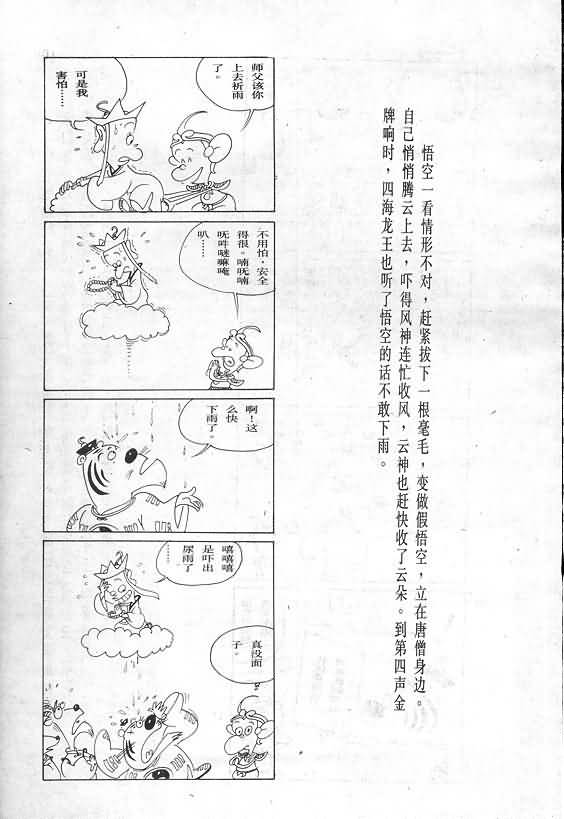 悟空一看情形不对，赶紧拔下一根毫毛，变做假悟空，立在唐僧身边。
自己悄悄腾云上去，吓得风神连忙收风，云神也赶快收了云朵。到第四声金
牌响时，四海龙王也听了悟空的话不敢下雨。
师父该你
上去祈雨
了。
可是我
害怕……
不用怕，安全
得很。喃呒喃
呒吽嘧嘛唵
叭……
啊！这
么快
下雨了。
嘻嘻嘻
是吓出
尿雨了
……
真没面
子。